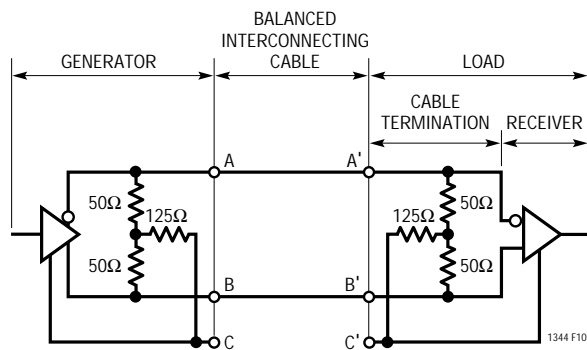 BALANCED
INTERCONNECTING
CABLE
GENERATOR
LOAD
CABLE
TERMINATION
RECEIVER
A
A'
50Ω
125Ω
50Ω
125Ω
50Ω
50Ω
B
B'
C
C'
1344 F10